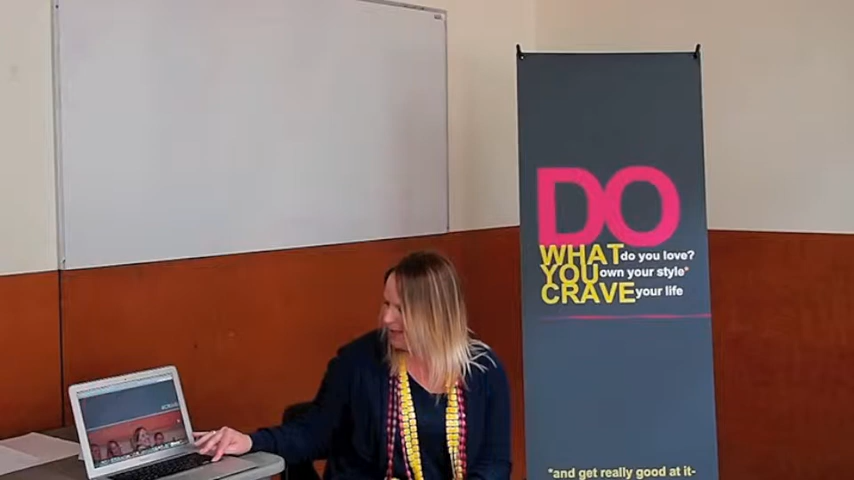 DO
WHAT do you love?
YOU own your style*
CRAVE your life
*and get really good at it-